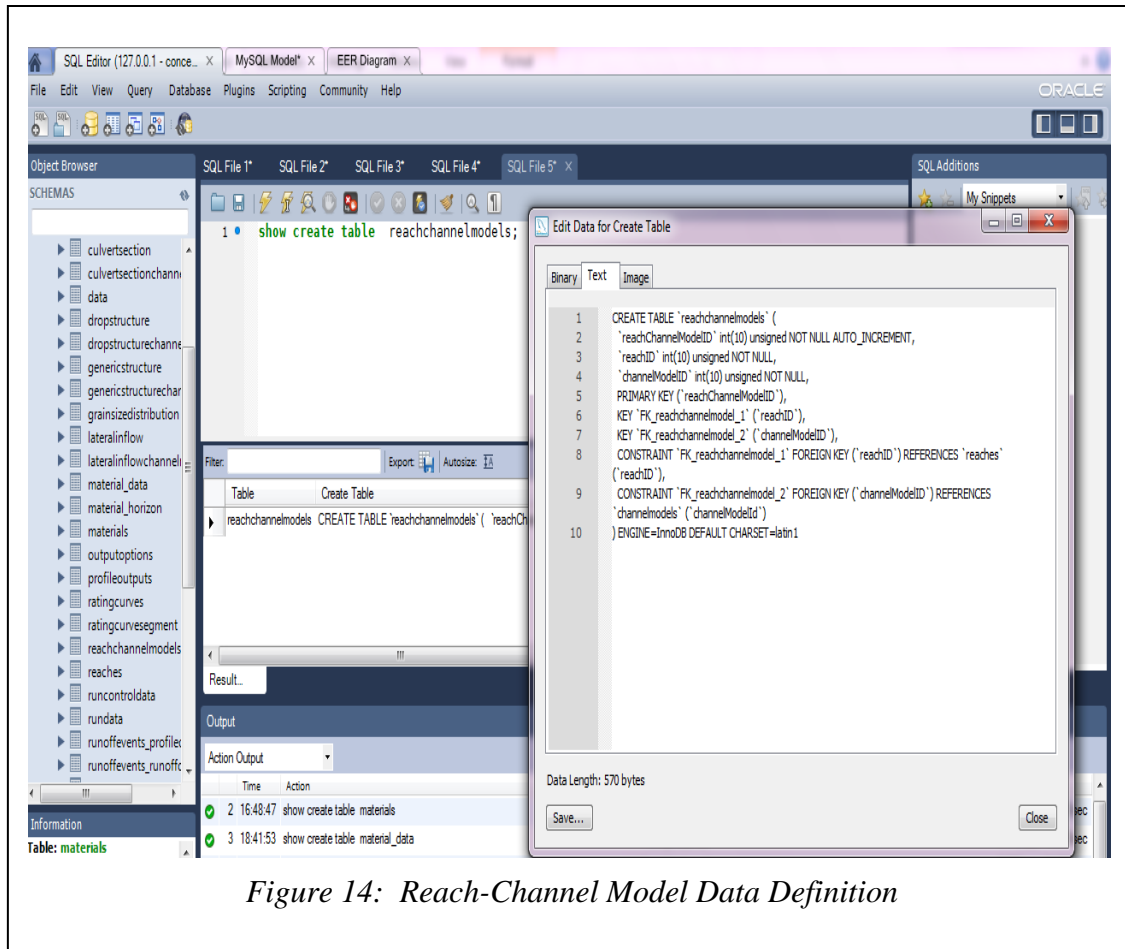 SQL Editor (127.0.0.1 - conce... X MySQL Model* X EER Diagram X
File Edit View Query Database Plugins Scripting Community Help
ORACLE
Object Browser
SQL File 1* SQL File 2* SQL File 3* SQL File 4* SQL File 5* X
SQL Additions
SCHEMAS
My Snippets
1 show create table reachchannelmodels;
culvertsection
culvertsectionchann
data
dropstructure
dropstructurechanne
genericstructure
genericstructurechar
grainsizedistribution
lateralinflow
lateralinflowchanneli
material_data
material_horizon
materials
outputoptions
profileoutputs
ratingcurves
ratingcurvesegment
reachchannelmodels
reaches
runcontroldata
rundata
runoffevents_profilec
runoffevents_runoffc
Information
Table: materials
Filter: Export: Autosize:
Table Create Table
reachchannelmodels CREATE TABLE `reachchannelmodels` ( `reachCh
Result...
Output
Action Output
Time Action
2 16:48:47 show create table materials
3 18:41:53 show create table material_data
sec
sec
Edit Data for Create Table
Binary Text Image
1 CREATE TABLE `reachchannelmodels` (
2 `reachChannelModelID` int(10) unsigned NOT NULL AUTO_INCREMENT,
3 `reachID` int(10) unsigned NOT NULL,
4 `channelModelID` int(10) unsigned NOT NULL,
5 PRIMARY KEY (`reachChannelModelID`),
6 KEY `FK_reachchannelmodel_1` (`reachID`),
7 KEY `FK_reachchannelmodel_2` (`channelModelID`),
8 CONSTRAINT `FK_reachchannelmodel_1` FOREIGN KEY (`reachID`) REFERENCES `reaches`
(`reachID`),
9 CONSTRAINT `FK_reachchannelmodel_2` FOREIGN KEY (`channelModelID`) REFERENCES
`channelmodels` (`channelModelId`)
10 ) ENGINE=InnoDB DEFAULT CHARSET=latin1
Data Length: 570 bytes
Save... Close
Figure 14: Reach-Channel Model Data Definition